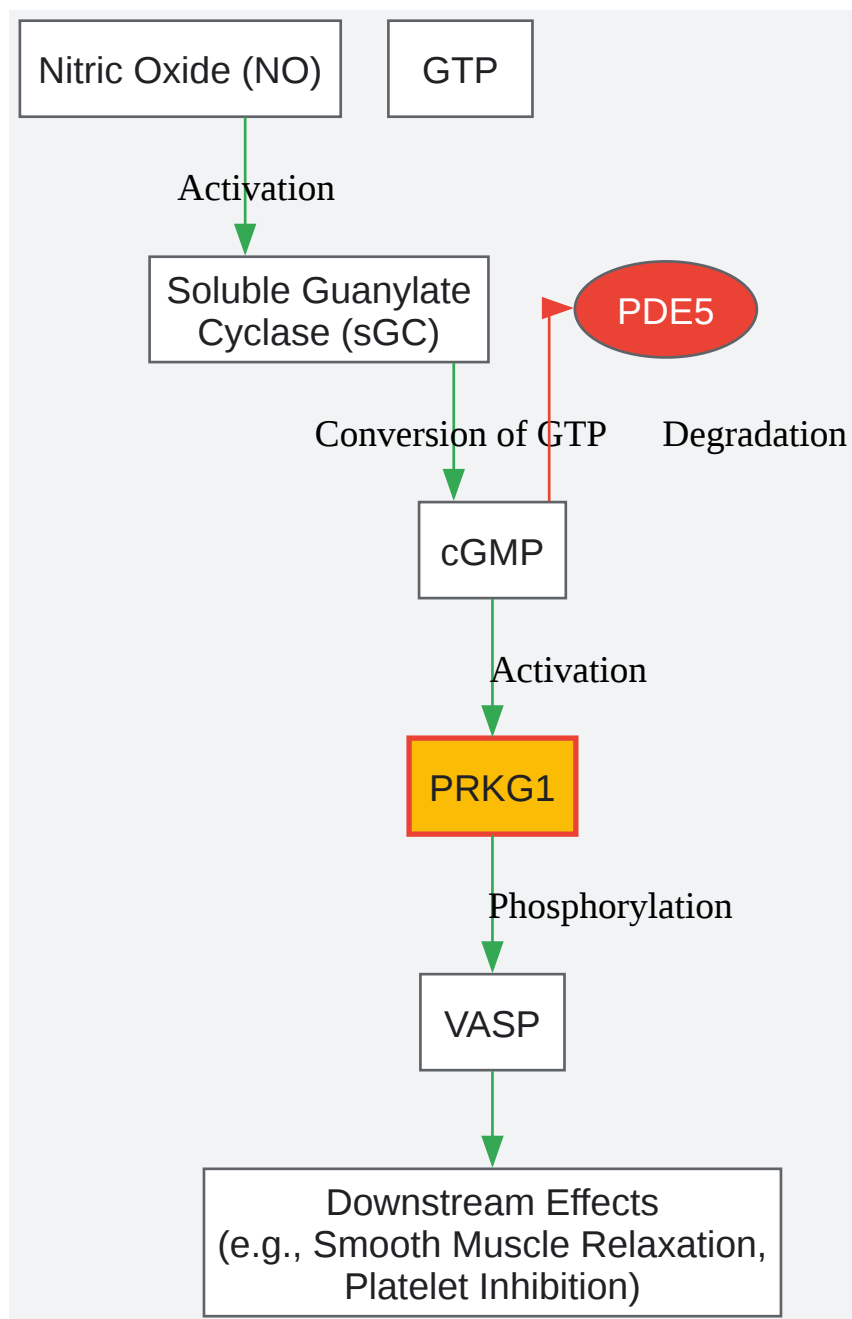 Nitric Oxide (NO)
GTP
Activation
Soluble Guanylate
Cyclase (sGC)
PDE5
Conversion of GTP
Degradation
cGMP
Activation
PRKG1
Phosphorylation
VASP
Downstream Effects
(e.g., Smooth Muscle Relaxation,
Platelet Inhibition)